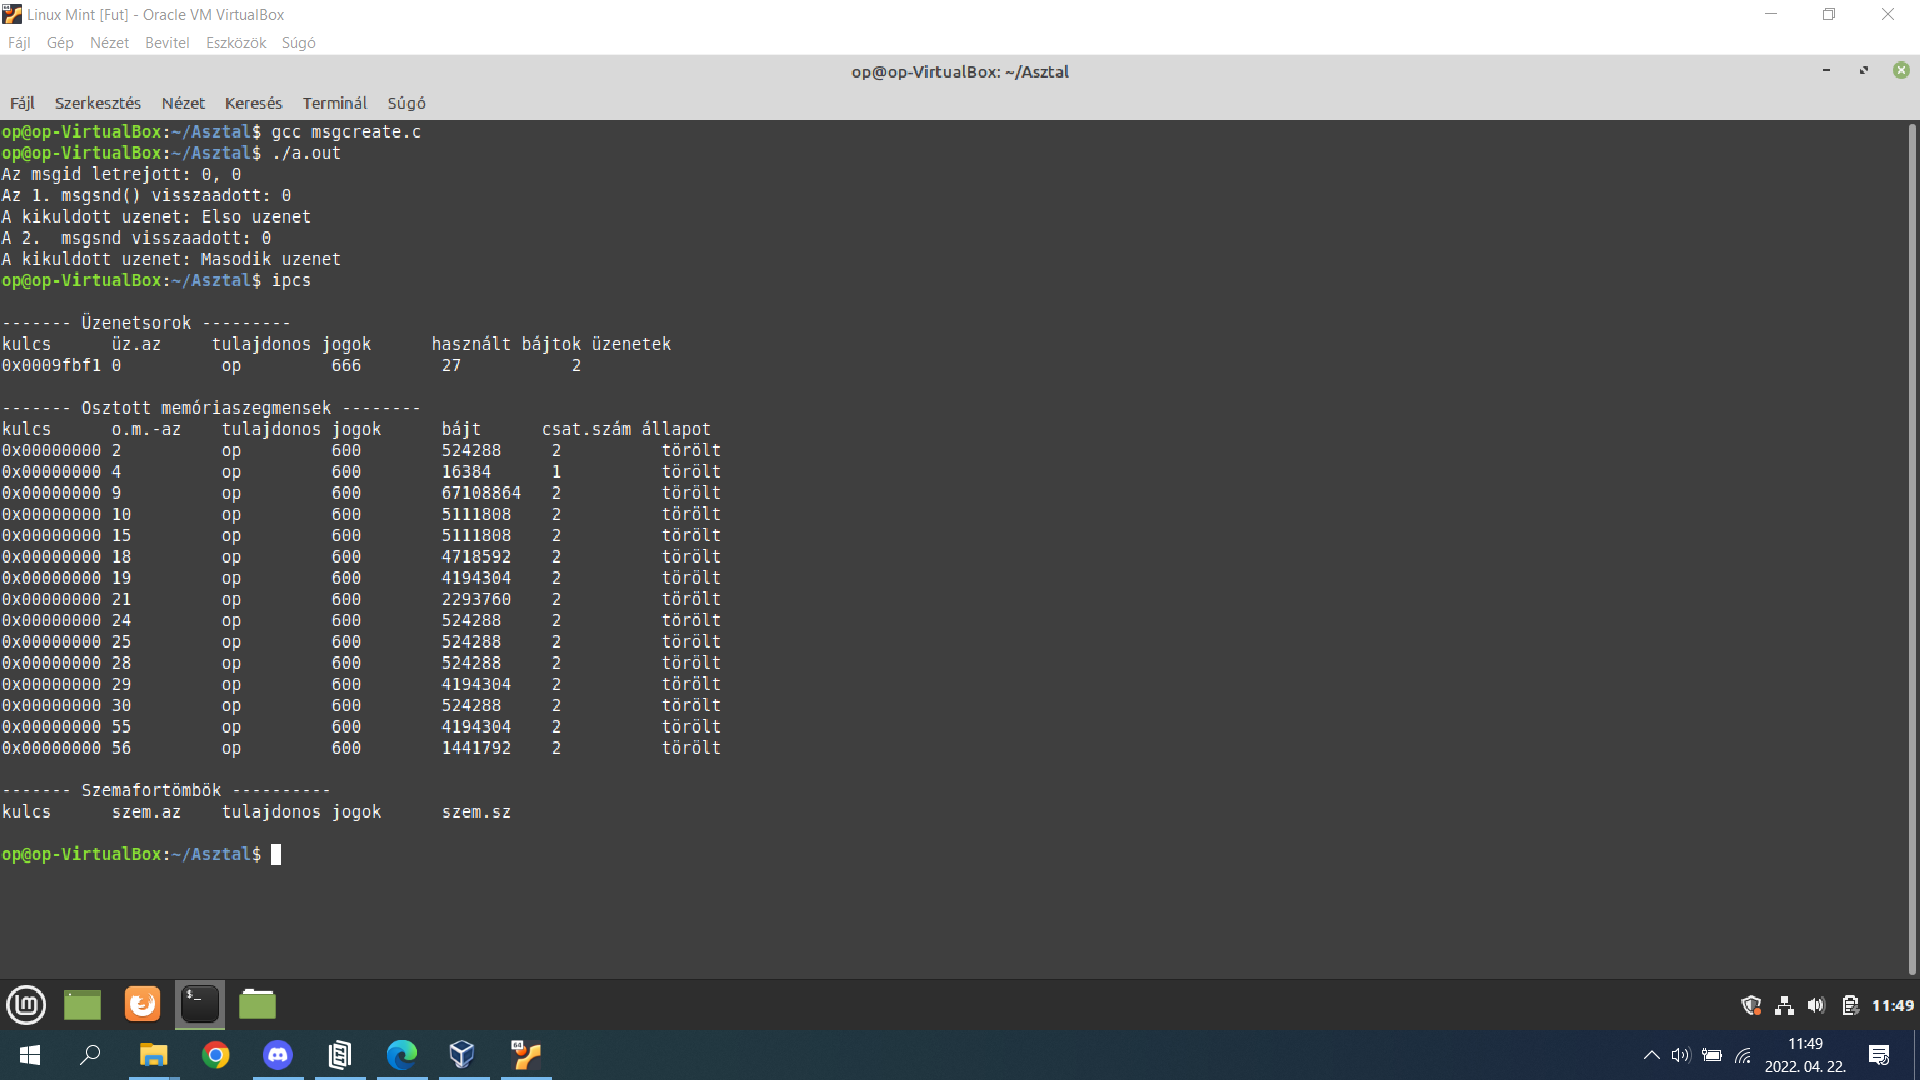 Linux Mint [Fut] - Oracle VM VirtualBox
Fájl Gép Nézet Bevitel Eszközök Súgó
op@op-VirtualBox: ~/Asztal
Fájl Szerkesztés Nézet Keresés Terminál Súgó
op@op-VirtualBox:~/Asztal$ gcc msgcreate.c
op@op-VirtualBox:~/Asztal$ ./a.out
Az msgid letrejott: 0, 0
Az 1. msgsnd() visszaadott: 0
A kikuldott uzenet: Elso uzenet
A 2.  msgsnd visszaadott: 0
A kikuldott uzenet: Masodik uzenet
op@op-VirtualBox:~/Asztal$ ipcs
------- Üzenetsorok ---------
kulcs      üz.az     tulajdonos jogok      használt bájtok üzenetek
0x0009fbf1 0          op         666        27           2
------- Osztott memóriaszegmensek --------
kulcs      o.m.-az    tulajdonos jogok      bájt      csat.szám állapot
0x00000000 2          op         600        524288     2          törölt
0x00000000 4          op         600        16384      1          törölt
0x00000000 9          op         600        67108864   2          törölt
0x00000000 10         op         600        5111808    2          törölt
0x00000000 15         op         600        5111808    2          törölt
0x00000000 18         op         600        4718592    2          törölt
0x00000000 19         op         600        4194304    2          törölt
0x00000000 21         op         600        2293760    2          törölt
0x00000000 24         op         600        524288     2          törölt
0x00000000 25         op         600        524288     2          törölt
0x00000000 28         op         600        524288     2          törölt
0x00000000 29         op         600        4194304    2          törölt
0x00000000 30         op         600        524288     2          törölt
0x00000000 55         op         600        4194304    2          törölt
0x00000000 56         op         600        1441792    2          törölt
------- Szemafortömbök ----------
kulcs      szem.az    tulajdonos jogok      szem.sz
op@op-VirtualBox:~/Asztal$
11:49
11:49
2022. 04. 22.